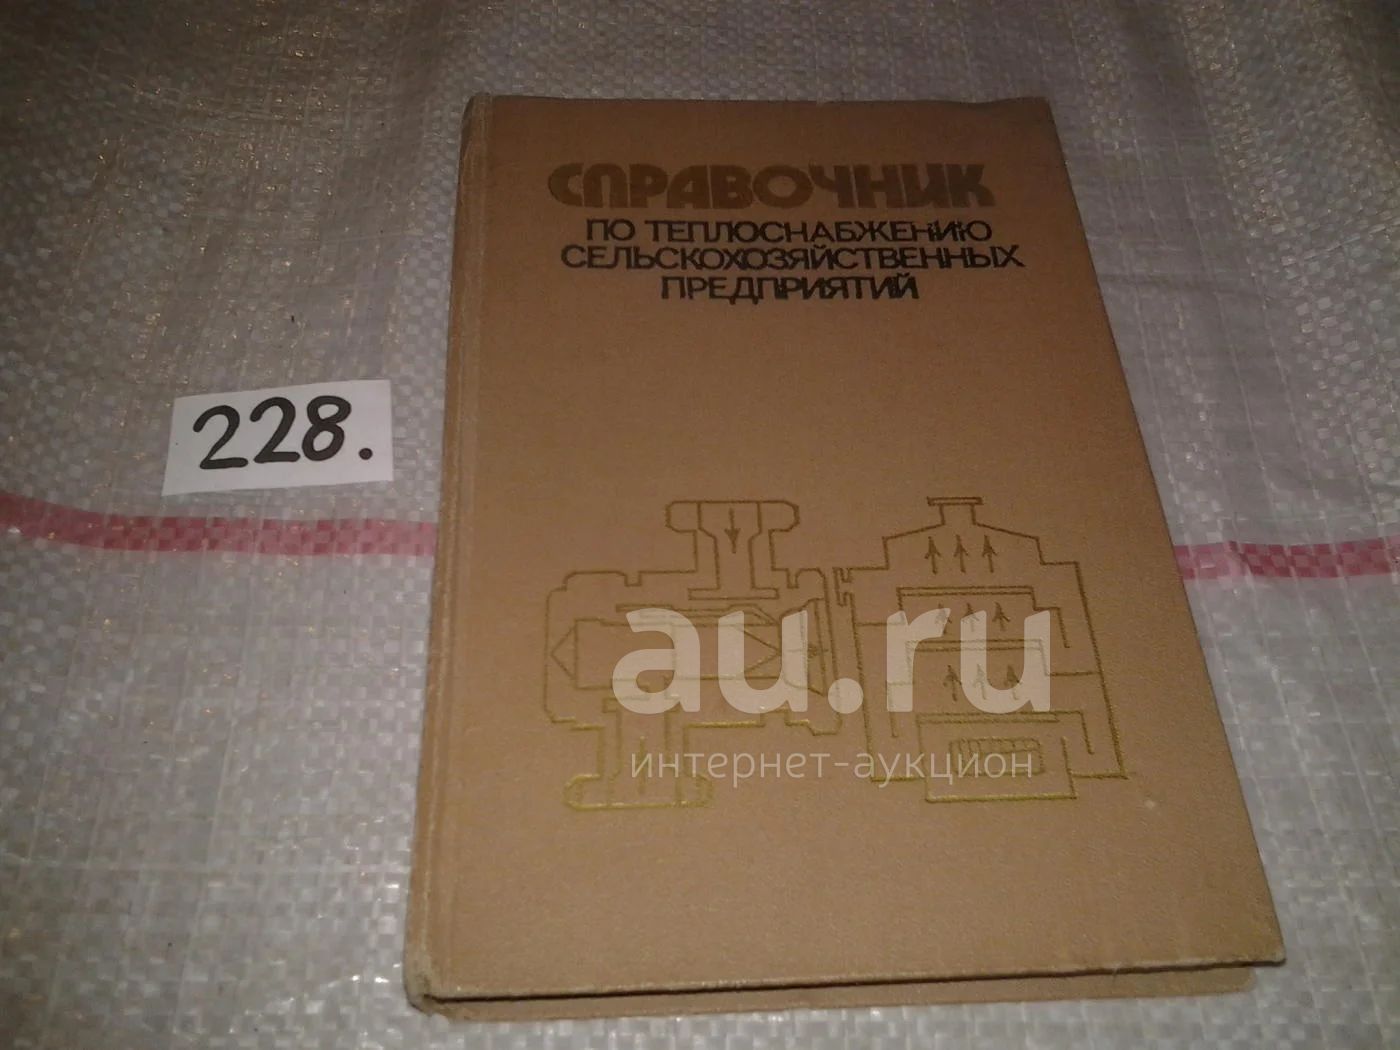 СПРАВОЧНИК
ПО ТЕПЛОСНАБЖЕНИЮ
СЕЛЬСКОХОЗЯЙСТВЕННЫХ
ПРЕДПРИЯТИЙ
228.
au.ru
интернет-аукцион